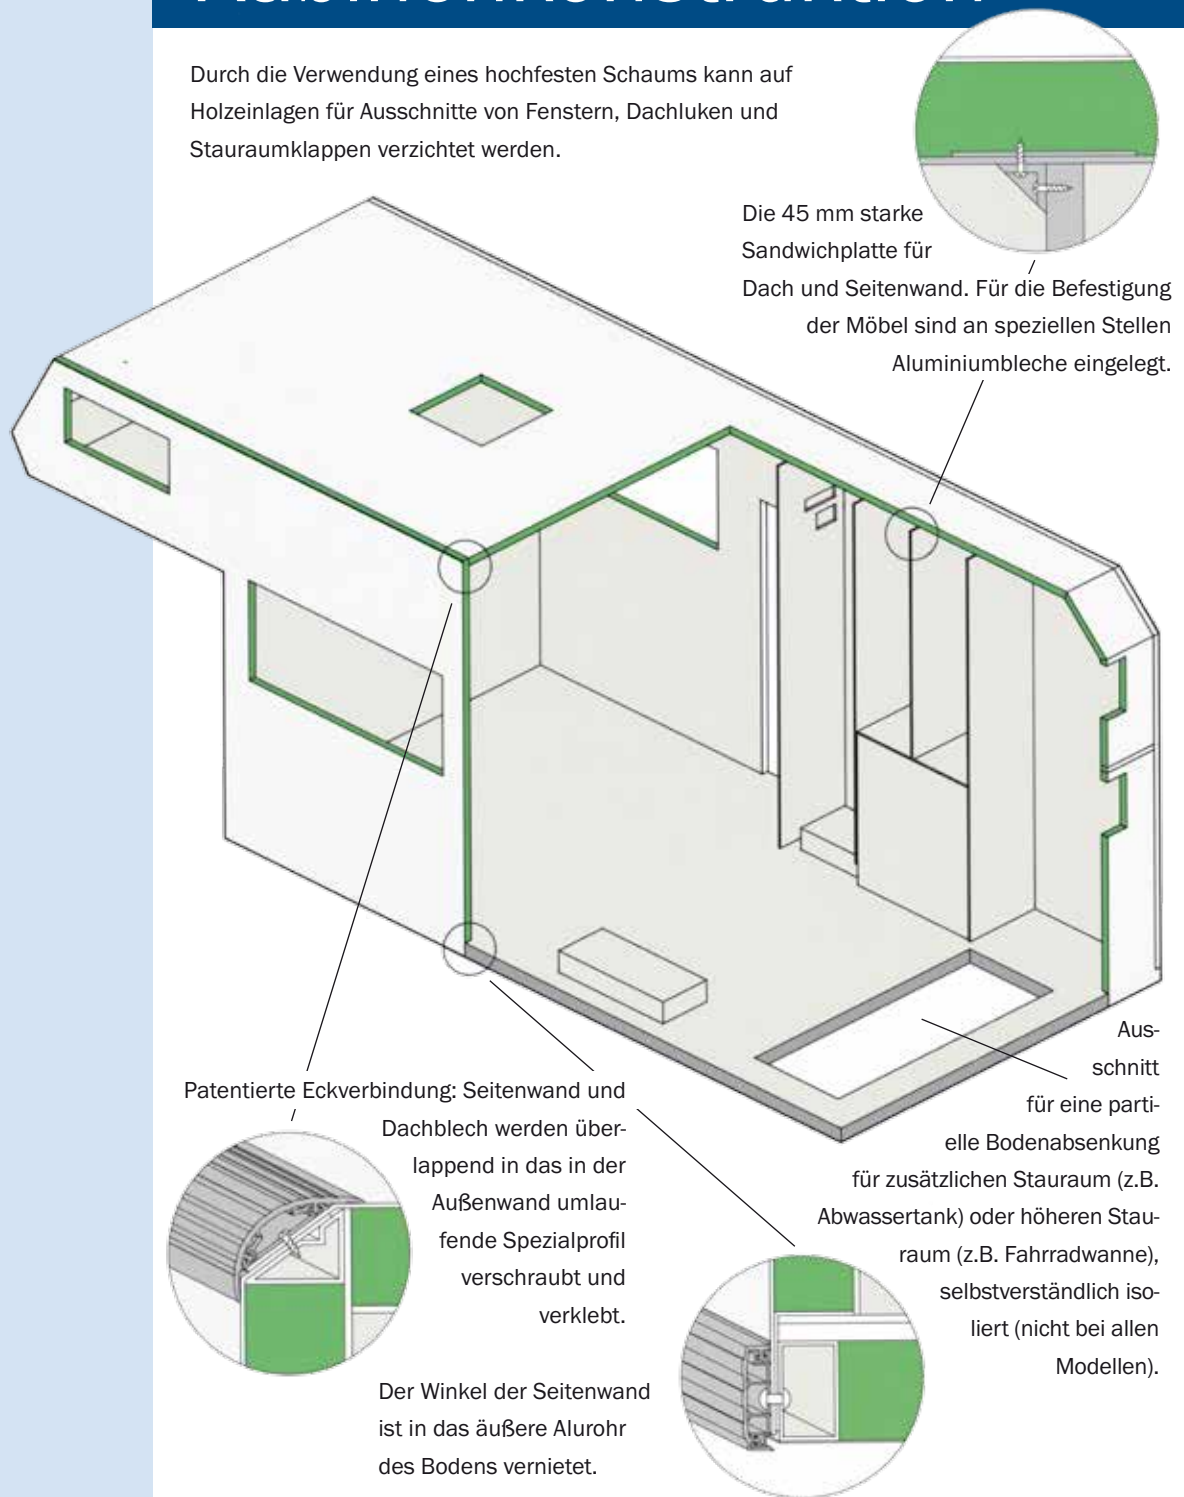 Kabinenkonstruktion
Durch die Verwendung eines hochfesten Schaums kann auf
Holzeinlagen für Ausschnitte von Fenstern, Dachluken und
Stauraumklappen verzichtet werden.
Die 45 mm starke
Sandwichplatte für
Dach und Seitenwand. Für die Befestigung
der Möbel sind an speziellen Stellen
Aluminiumbleche eingelegt.
Patentierte Eckverbindung: Seitenwand und
Dachblech werden über-
lappend in das in der
Außenwand umlau-
fende Spezialprofil
verschraubt und
verklebt.
Der Winkel der Seitenwand
ist in das äußere Alurohr
des Bodens vernietet.
Aus-
schnitt
für eine parti-
elle Bodenabsenkung
für zusätzlichen Stauraum (z.B.
Abwassertank) oder höheren Stau-
raum (z.B. Fahrradwanne),
selbstverständlich iso-
liert (nicht bei allen
Modellen).